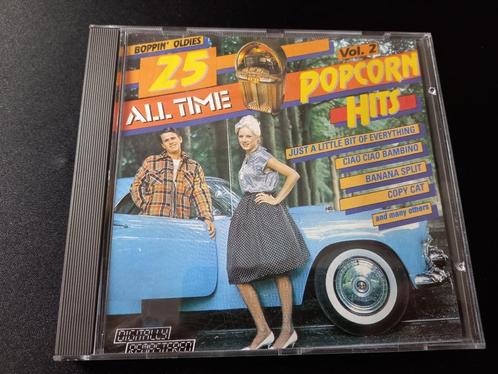 BOPPIN' OLDIES
25
ALL TIME
Vol. 2
POPCORN
HITS
JUST A LITTLE BIT OF EVERYTHING
CIAO CIAO BAMBINO
BANANA SPLIT
COPY CAT
and many others
DIGITALLY
REMASTERED